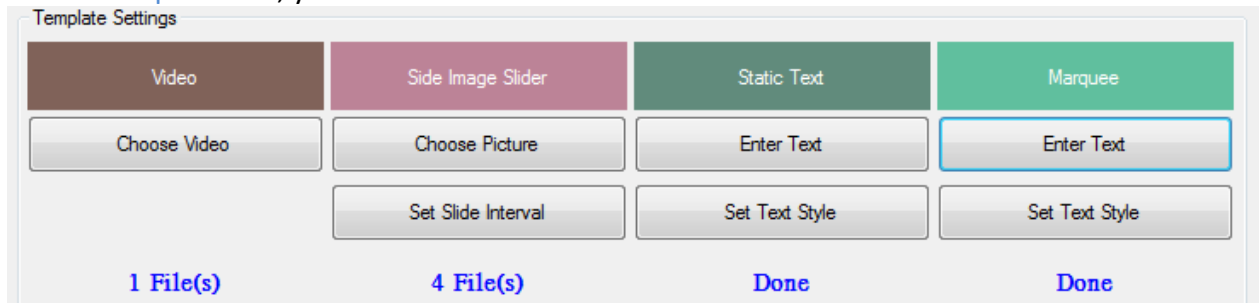 Template Settings
Video Side Image Slider Static Text Marquee
Choose Video Choose Picture Enter Text Enter Text
Set Slide Interval Set Text Style Set Text Style
1 File(s) 4 File(s) Done Done